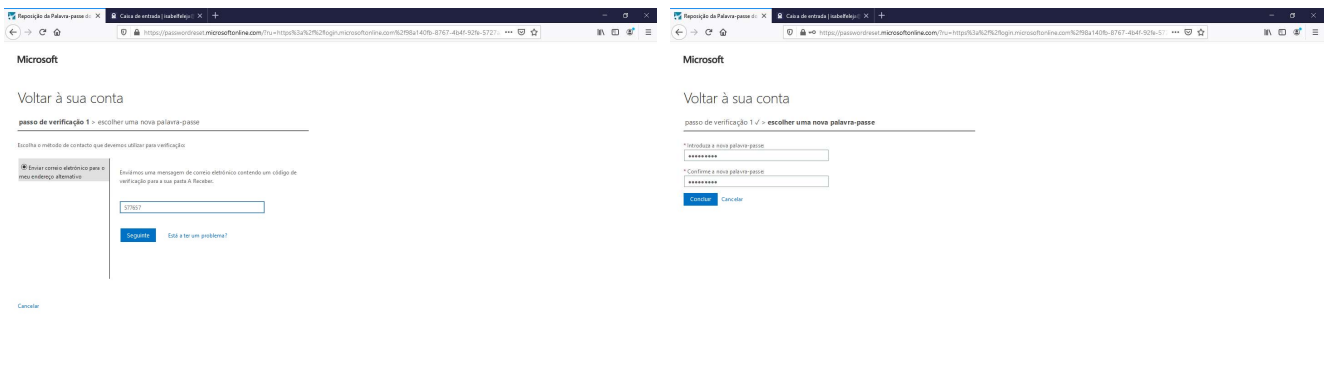 Reposição da Palavra-passe do
Caixa de entrada | isabelfelejo@
https://passwordreset.microsoftonline.com/?ru=https%3a%2f%2flogin.microsoftonline.com%2f98a140fb-8767-4b4f-92fe-5727
Microsoft
Voltar à sua conta
passo de verificação 1 > escolher uma nova palavra-passe
Escolha o método de contacto que devemos utilizar para verificação:
Enviar correio eletrónico para o
meu endereço alternativo
Enviámos uma mensagem de correio eletrónico contendo um código de
verificação para a sua pasta A Receber.
577657
Seguinte Está a ter um problema?
Cancelar
Reposição da Palavra-passe do
Caixa de entrada | isabelfelejo@
https://passwordreset.microsoftonline.com/?ru=https%3a%2f%2flogin.microsoftonline.com%2f98a140fb-8767-4b4f-92fe-57
Microsoft
Voltar à sua conta
passo de verificação 1 ✓ > escolher uma nova palavra-passe
* Introduza a nova palavra-passe:
•••••••••
* Confirme a nova palavra-passe:
•••••••••
Concluir Cancelar